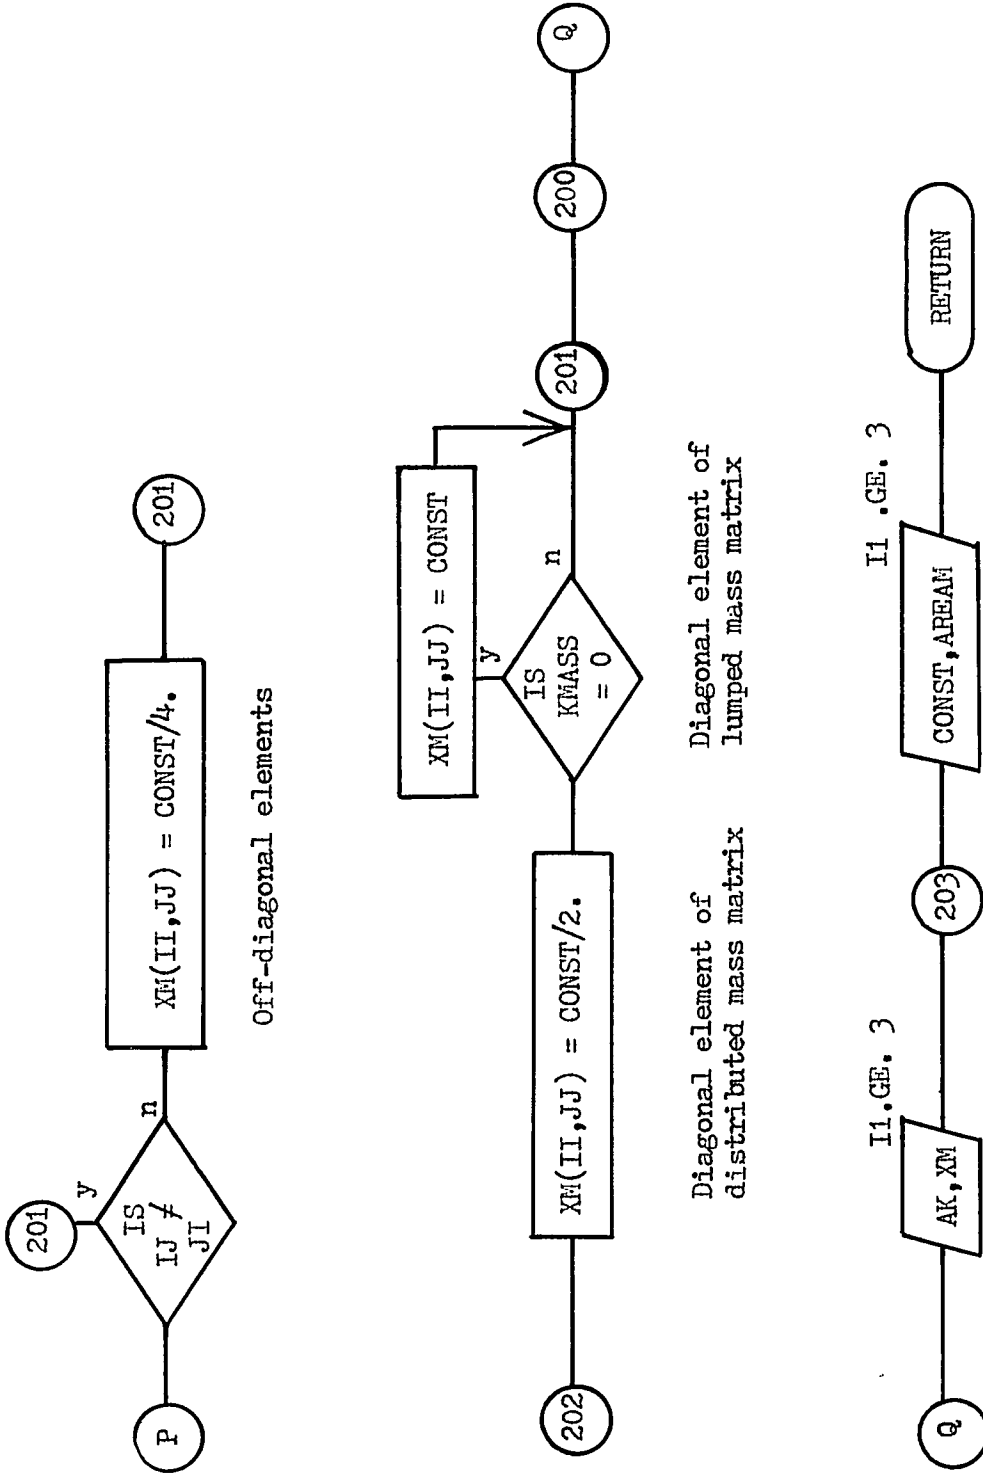 P
IS
IJ ≠
JI
y
201
n
XM(II,JJ) = CONST/4.
201
Off-diagonal elements
202
XM(II,JJ) = CONST/2.
IS
KMASS
= 0
y
XM(II,JJ) = CONST
n
201
200
Q
Diagonal element of
distributed mass matrix
Diagonal element of
lumped mass matrix
Q
AK,XM
I1.GE. 3
203
CONST,AREAM
I1 .GE. 3
RETURN